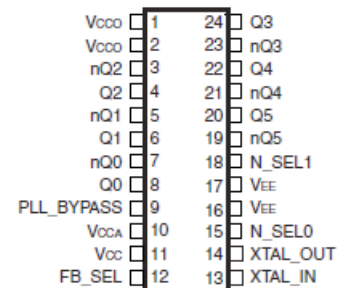 Vcco 1 24 Q3
Vcco 2 23 nQ3
nQ2 3 22 Q4
Q2 4 21 nQ4
nQ1 5 20 Q5
Q1 6 19 nQ5
nQ0 7 18 N_SEL1
Q0 8 17 VEE
PLL_BYPASS 9 16 VEE
VCCA 10 15 N_SEL0
Vcc 11 14 XTAL_OUT
FB_SEL 12 13 XTAL_IN